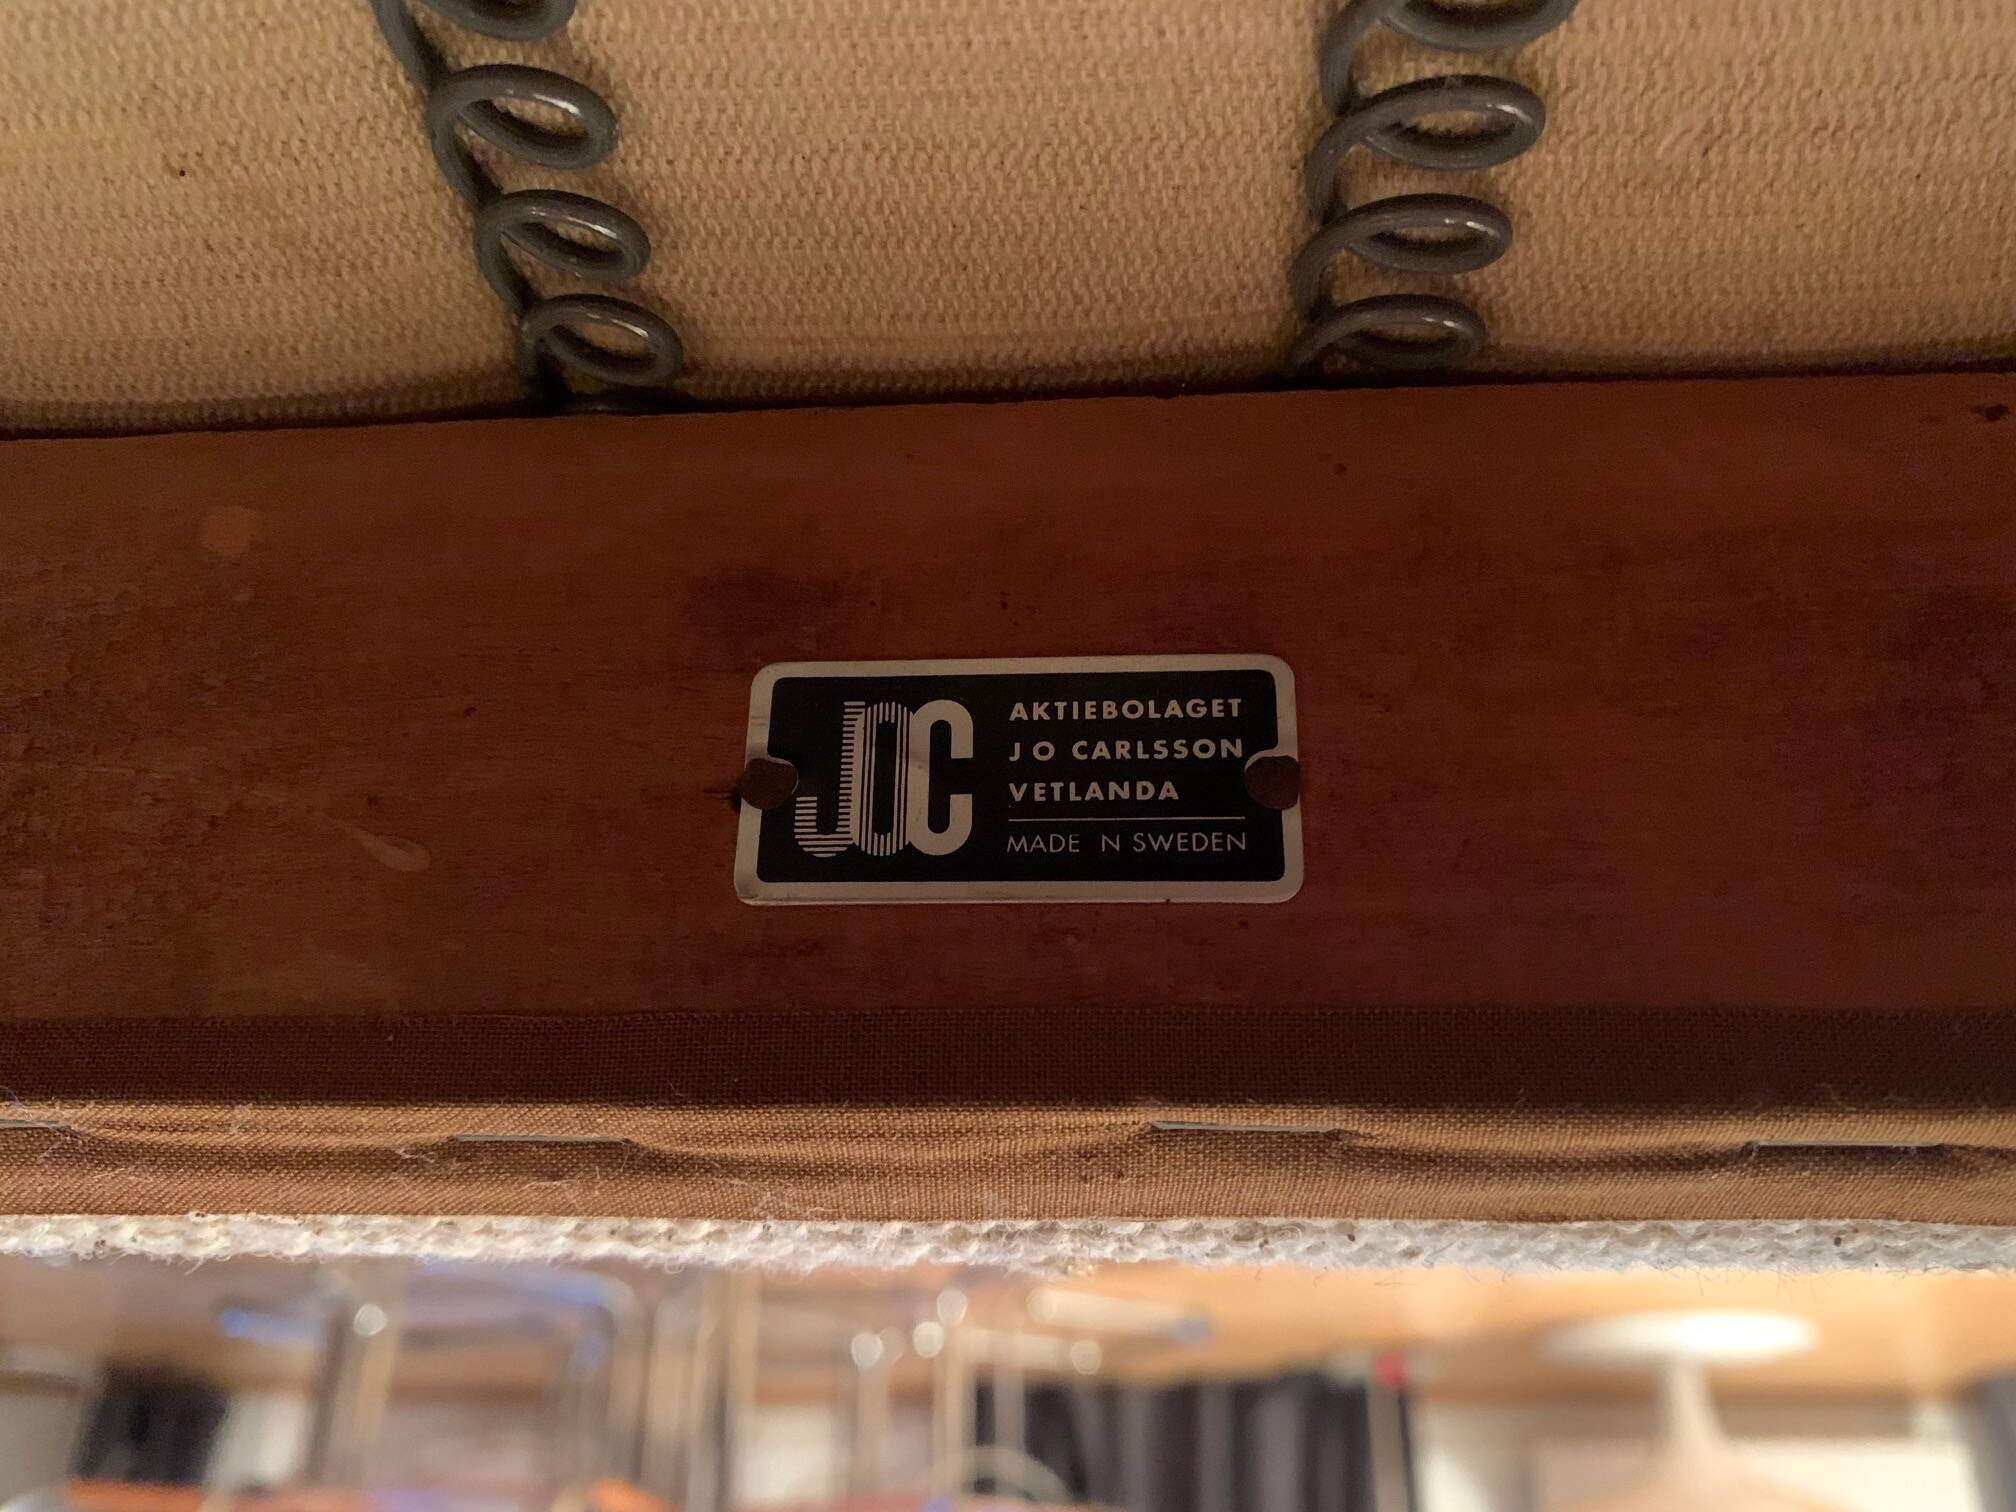 JOC
AKTIEBOLAGET
J O CARLSSON
VETLANDA
MADE N SWEDEN